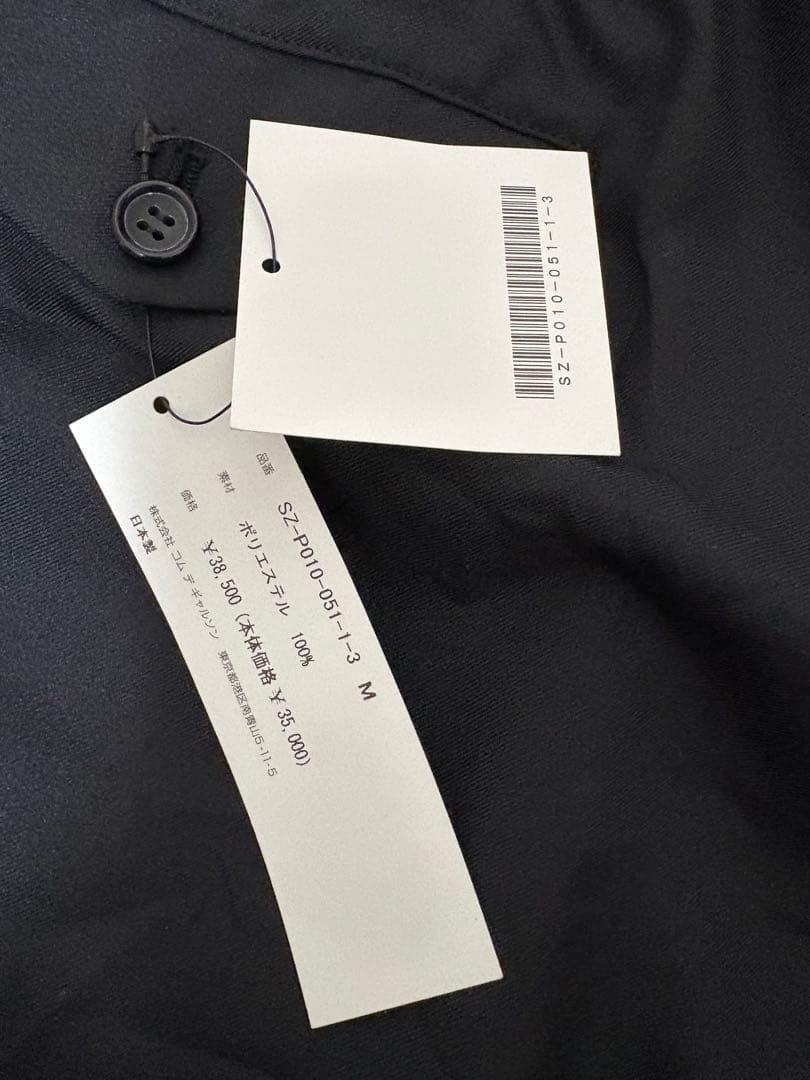 SZ-P010-051-1-3
品番 SZ-P010-051-1-3 M
素材 ポリエステル 100%
価格 ¥38,500 (本体価格 ¥35,000)
株式会社 コム デ ギャルソン 東京都港区南青山5-11-5
日本製